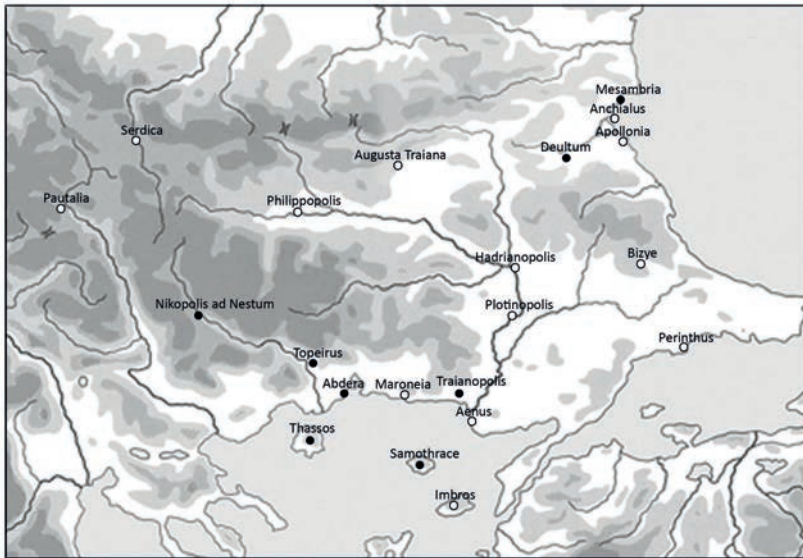 Mesambria
Anchialus
Serdica
Apollonia
Deultum
Augusta Traiana
Pautalia
Philippopolis
Hadrianopolis
Bizye
Nikopolis ad Nestum
Plotinopolis
Perinthus
Topeirus
Abdera
Maroneia
Traianopolis
Aenus
Thassos
Samothrace
Imbros